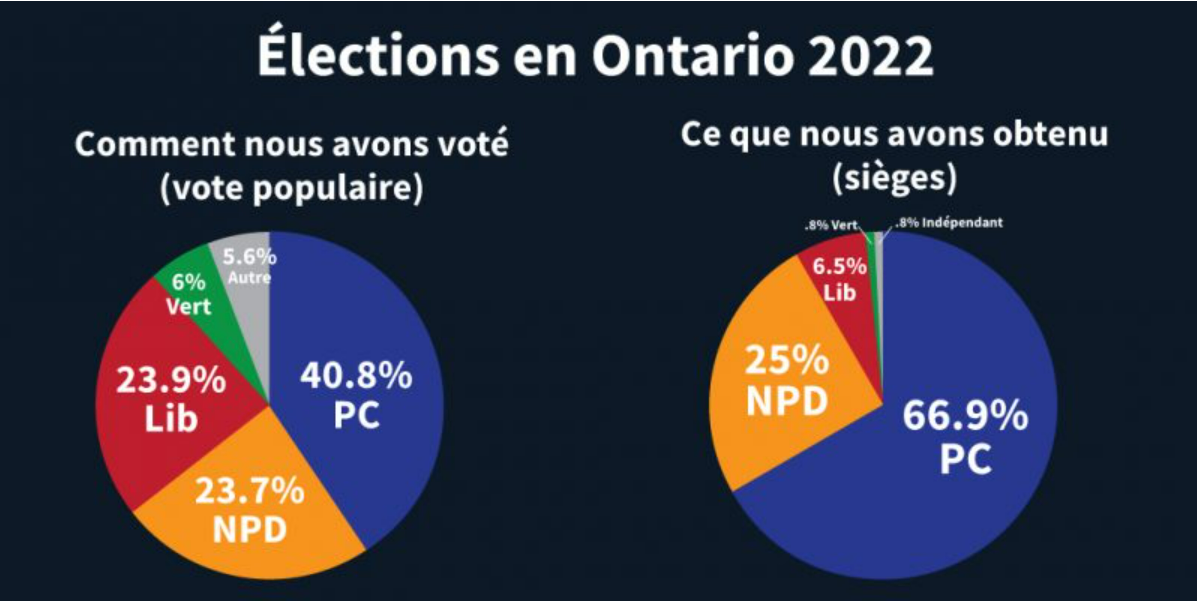 Élections en Ontario 2022
Comment nous avons voté
(vote populaire)
5.6%
Autre
6%
Vert
23.9%
Lib
40.8%
PC
23.7%
NPD
Ce que nous avons obtenu
(sièges)
.8% Vert
.8% Indépendant
6.5%
Lib
25%
NPD
66.9%
PC